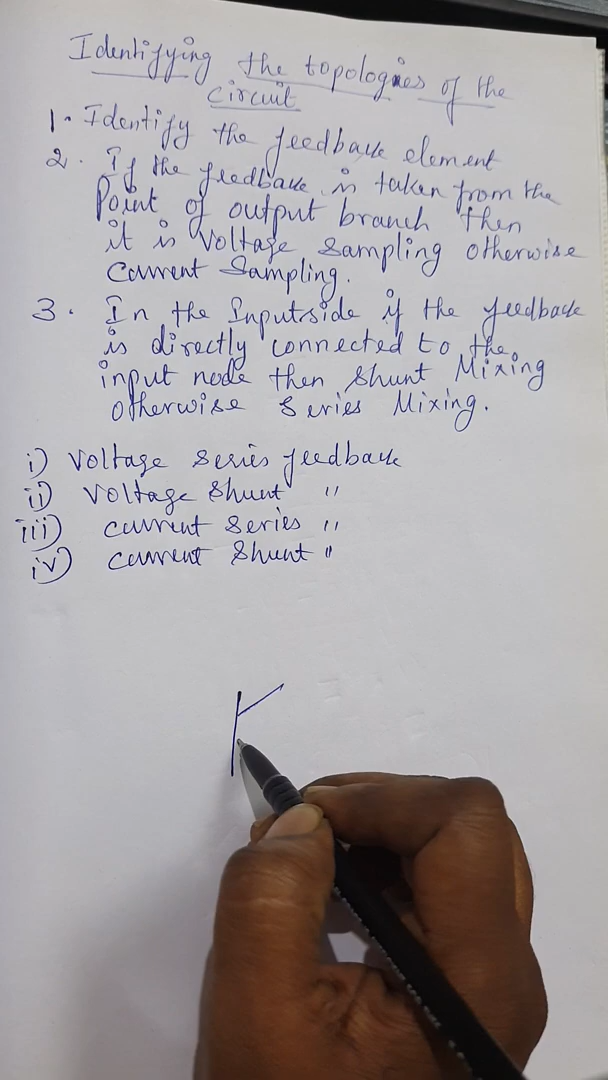 Identifying the topologies of the
circuit
1. Identify the feedback element
2. If the feedback is taken from the
Point of output branch then
it is Voltage Sampling otherwise
Current Sampling.
3. In the Inputside if the feedback
is directly connected to the
input node then shunt Mixing
otherwise series Mixing.
i) Voltage series feedback
ii) Voltage shunt "
iii) current series "
iv) current shunt "